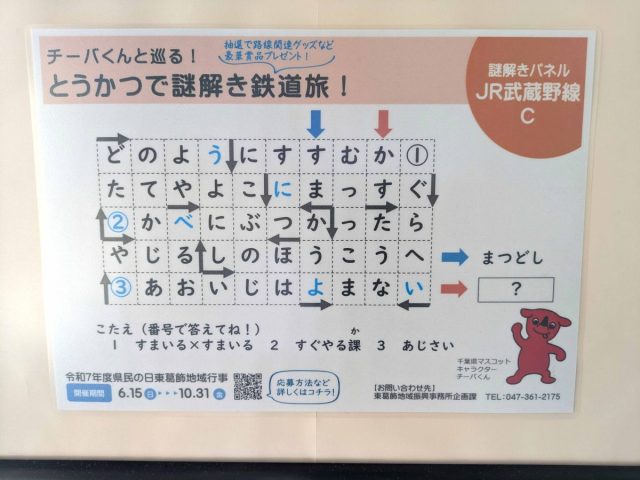 チーバくんと巡る！
抽選で路線関連グッズなど
豪華賞品プレゼント！
とうかつで謎解き鉄道旅！
謎解きパネル
JR武蔵野線
C
どのようにすすむか①
たてやよこにまっすぐ
②かべにぶつかったら
やじるしのほうこうへ
③あおいじはよまない
まつどし
？
こたえ（番号で答えてね！）
1 すまいる×すまいる 2 すぐやる課 3 あじさい
か
千葉県マスコット
キャラクター
チーバくん
令和7年度県民の日東葛飾地域行事
開催期間 6.15㊐▶▶▶10.31㊎
応募方法など
詳しくはコチラ！
【お問い合わせ先】
東葛飾地域振興事務所企画課 TEL:047-361-2175